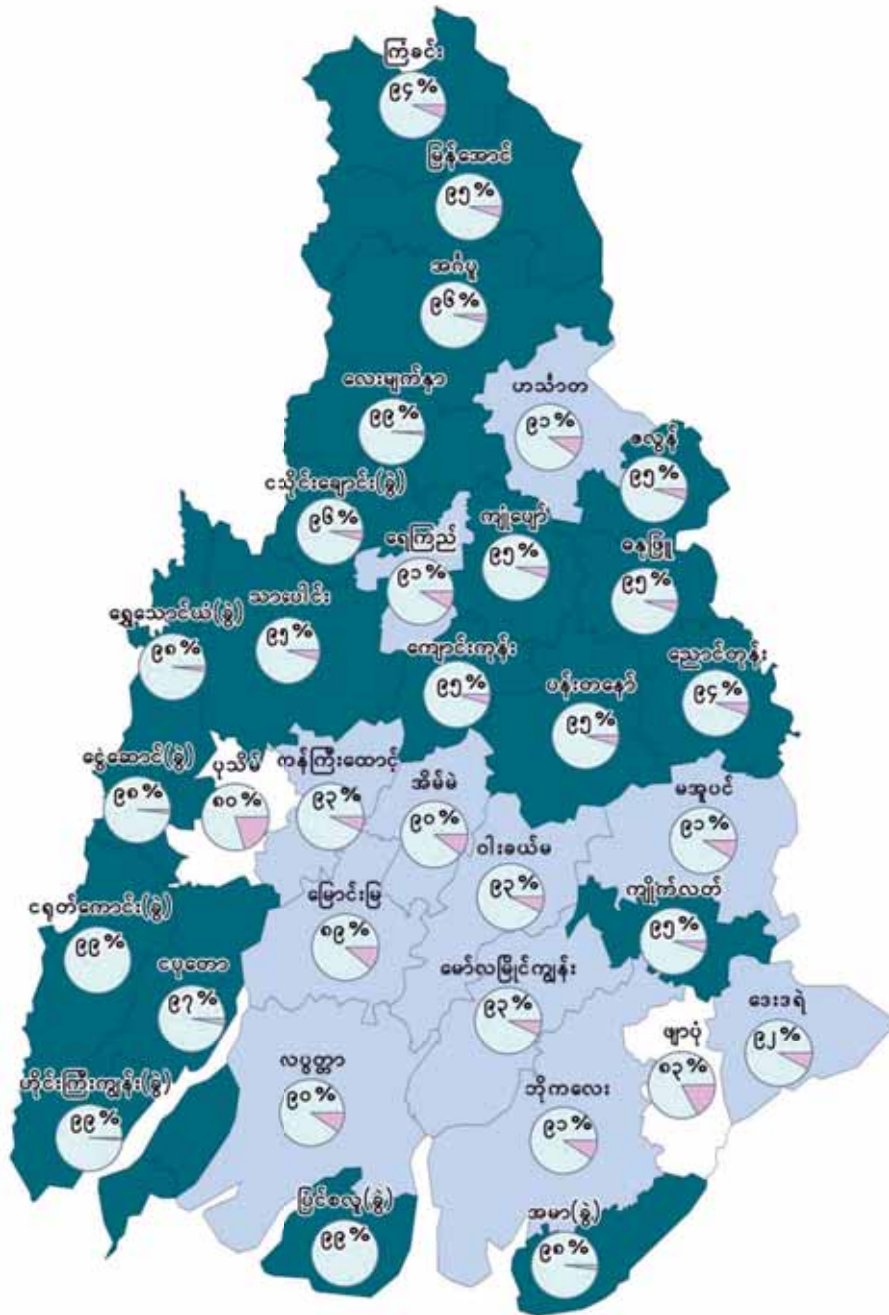 ကြံခင်း
၉၄%
မြန်အောင်
၉၅%
အင်္ဂပူ
၉၆%
လေးမျက်နှာ
၉၉%
ဟင်္သာတ
၉၁%
ဇလွန်
၉၅%
ငသိုင်းချောင်း(ခွဲ)
၉၆%
ရေကြည်
၉၁%
ကျုံပျော်
၉၅%
ဓနုဖြူ
၉၅%
ရွှေသောင်ယံ(ခွဲ)
၉၈%
သာပေါင်း
၉၅%
ကျောင်းကုန်း
၉၅%
ပန်းတနော်
၉၅%
ညောင်တုန်း
၉၄%
ငွေဆောင်(ခွဲ)
၉၈%
ပုသိမ်
၈၀%
ကန်ကြီးထောင့်
၉၃%
အိမ်မဲ
၉၀%
ဝါးခယ်မ
၉၃%
မအူပင်
၉၁%
ငရုတ်ကောင်း(ခွဲ)
၉၉%
မြောင်းမြ
၈၉%
ကျိုက်လတ်
၉၅%
ငပုတော
၉၇%
မော်လမြိုင်ကျွန်း
၉၃%
ဖျာပုံ
၈၃%
ဒေးဒရဲ
၉၂%
ဟိုင်းကြီးကျွန်း(ခွဲ)
၉၉%
လပွတ္တာ
၉၀%
ဘိုကလေး
၉၁%
ပြင်စလူ(ခွဲ)
၉၉%
အမာ(ခွဲ)
၉၈%